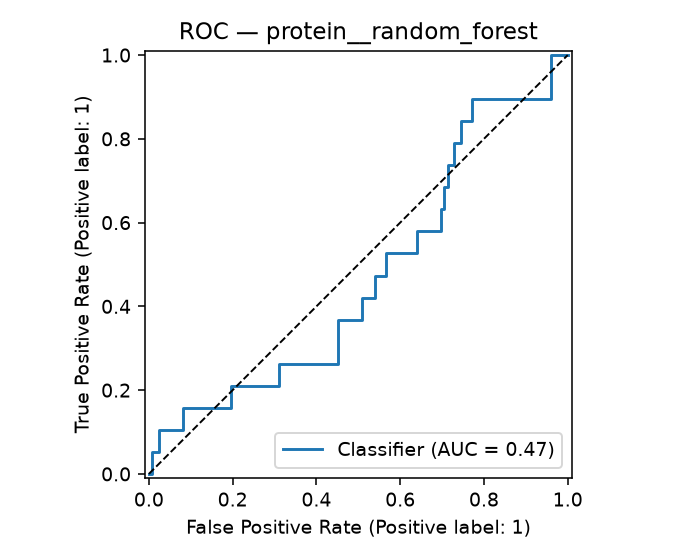 ROC — protein__random_forest
True Positive Rate (Positive label: 1)
1.0
0.8
0.6
0.4
0.2
0.0
Classifier (AUC = 0.47)
0.0 0.2 0.4 0.6 0.8 1.0
False Positive Rate (Positive label: 1)